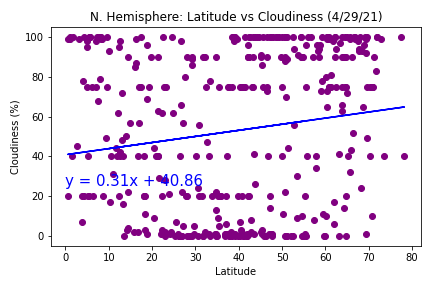 N. Hemisphere: Latitude vs Cloudiness (4/29/21)
100
80
60
40
20
0
Cloudiness (%)
y = 0.31x + 40.86
0 10 20 30 40 50 60 70 80
Latitude